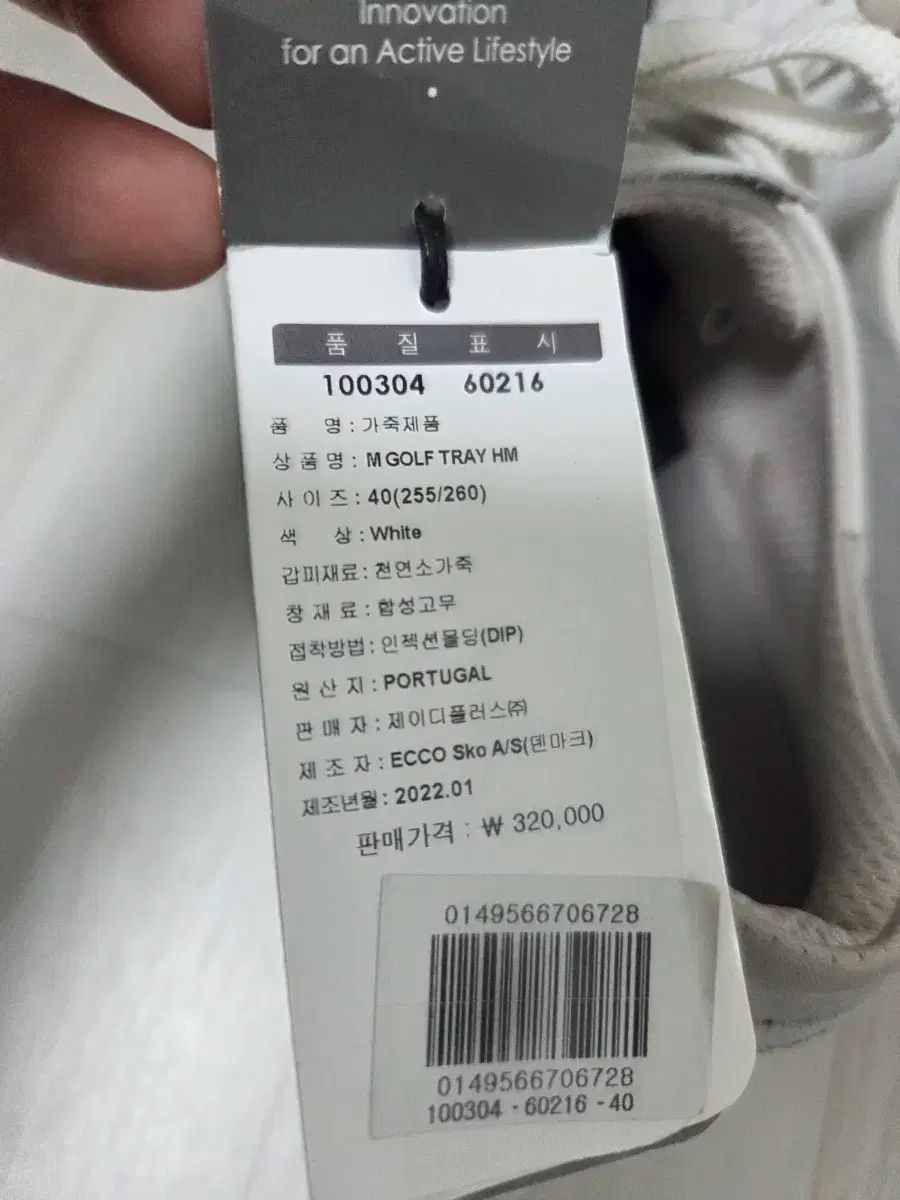 Innovation
for an Active Lifestyle
품 질 표 시
100304 60216
품 명 : 가죽제품
상 품 명 : M GOLF TRAY HM
사 이 즈 : 40(255/260)
색 상 : White
갑피재료 : 천연소가죽
창 재 료 : 합성고무
접착방법 : 인젝션몰딩(DIP)
원 산 지 : PORTUGAL
판 매 자 : 제이디플러스㈜
제 조 자 : ECCO Sko A/S(덴마크)
제조년월 : 2022.01
판매가격 : ₩ 320,000
0149566706728
0149566706728
100304 - 60216 - 40